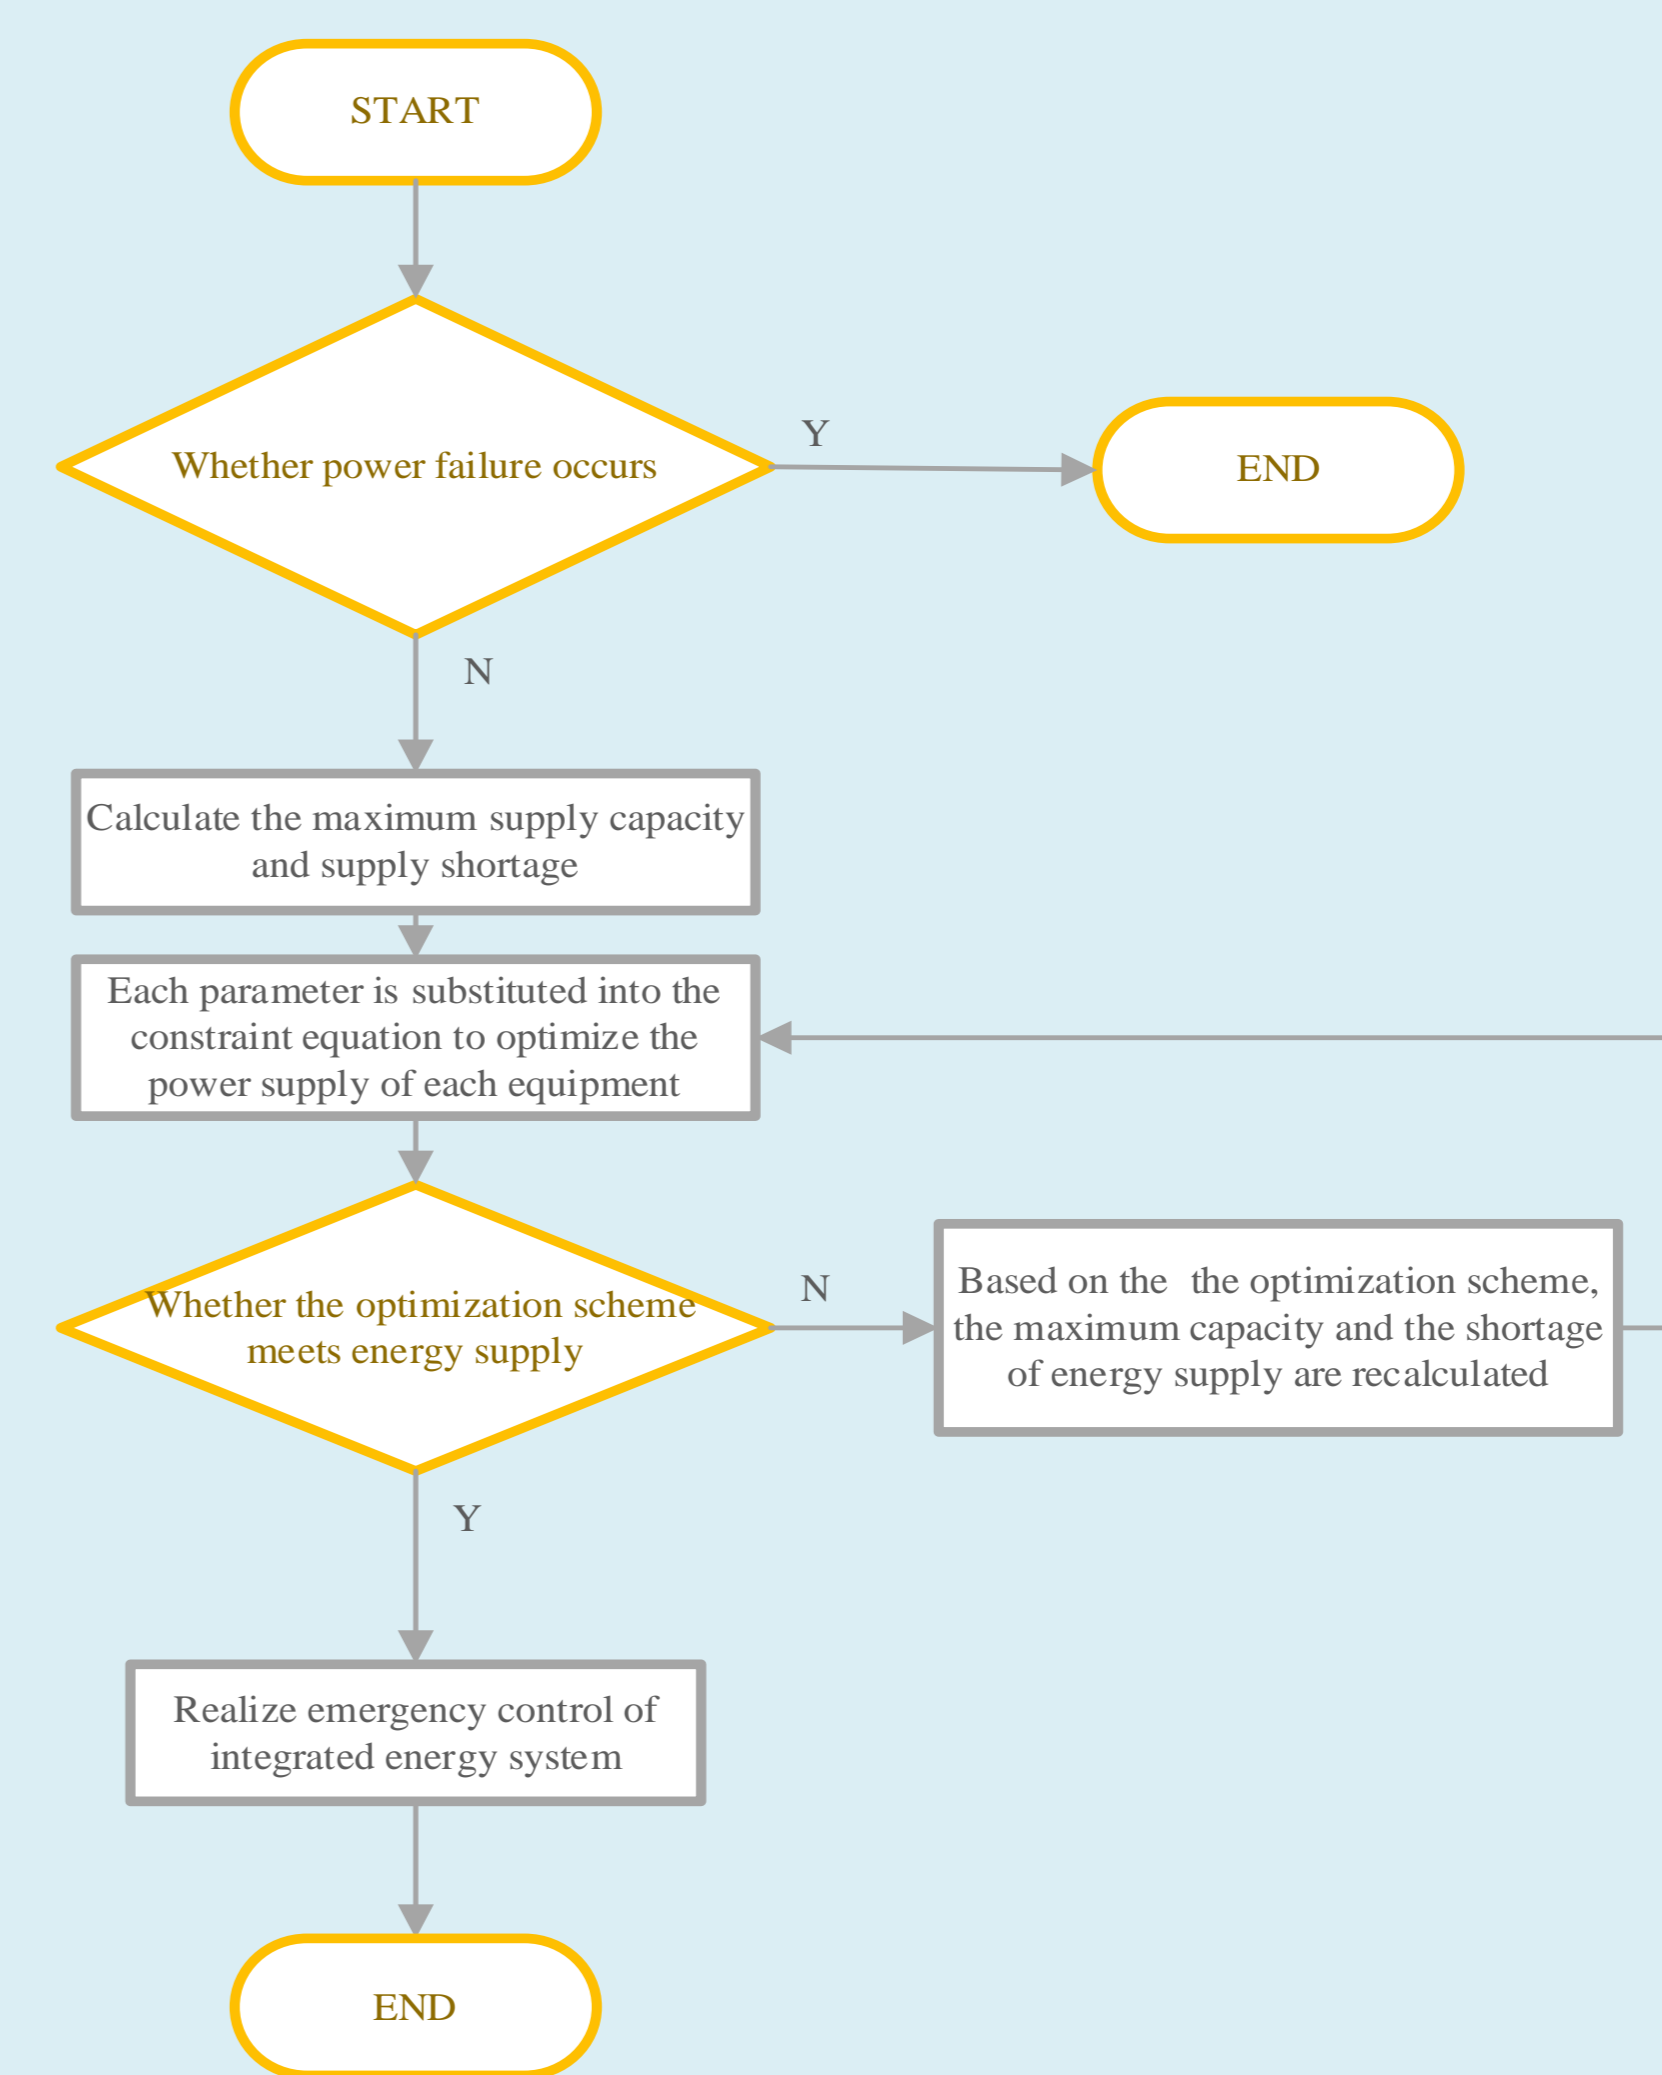 START
Whether power failure occurs
Y
END
N
Calculate the maximum supply capacity
and supply shortage
Each parameter is substituted into the
constraint equation to optimize the
power supply of each equipment
Whether the optimization scheme
meets energy supply
N
Based on the the optimization scheme,
the maximum capacity and the shortage
of energy supply are recalculated
Y
Realize emergency control of
integrated energy system
END